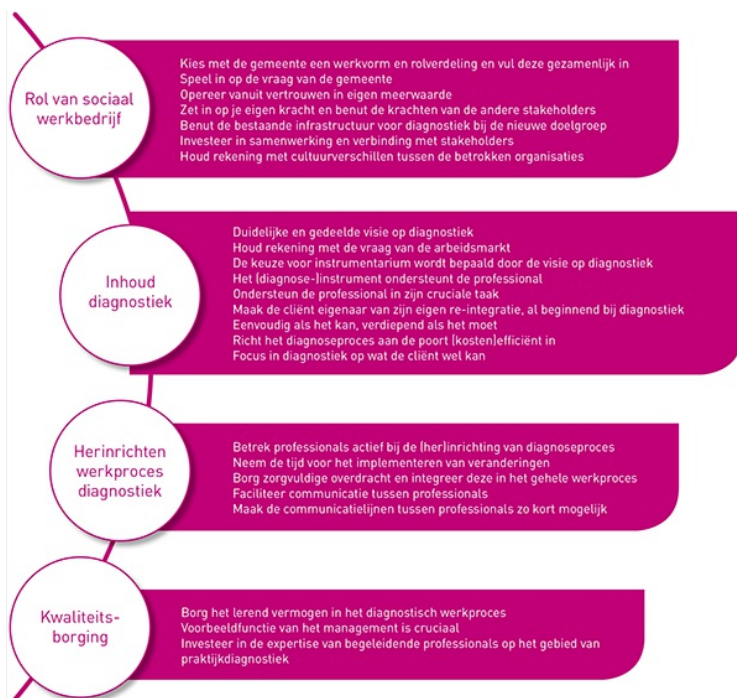 Rol van sociaal
werkbedrijf
Kies met de gemeente een werkvorm en rolverdeling en vul deze gezamenlijk in
Speel in op de vraag van de gemeente
Opereer vanuit vertrouwen in eigen meerwaarde
Zet in op je eigen kracht en benut de krachten van de andere stakeholders
Benut de bestaande infrastructuur voor diagnostiek bij de nieuwe doelgroep
Investeer in samenwerking en verbinding met stakeholders
Houd rekening met cultuurverschillen tussen de betrokken organisaties
Inhoud
diagnostiek
Duidelijke en gedeelde visie op diagnostiek
Houd rekening met de vraag van de arbeidsmarkt
De keuze voor instrumentarium wordt bepaald door de visie op diagnostiek
Het (diagnose-)instrument ondersteunt de professional
Ondersteun de professional in zijn cruciale taak
Maak de cliënt eigenaar van zijn eigen re-integratie, al beginnend bij diagnostiek
Eenvoudig als het kan, verdiepend als het moet
Richt het diagnoseproces aan de poort (kosten)efficiënt in
Focus in diagnostiek op wat de cliënt wel kan
Herinrichten
werkproces
diagnostiek
Betrek professionals actief bij de (her)inrichting van diagnoseproces
Neem de tijd voor het implementeren van veranderingen
Borg zorgvuldige overdracht en integreer deze in het gehele werkproces
Faciliteer communicatie tussen professionals
Maak de communicatielijnen tussen professionals zo kort mogelijk
Kwaliteits-
borging
Borg het lerend vermogen in het diagnostisch werkproces
Voorbeeldfunctie van het management is cruciaal
Investeer in de expertise van begeleidende professionals op het gebied van
praktijkdiagnostiek